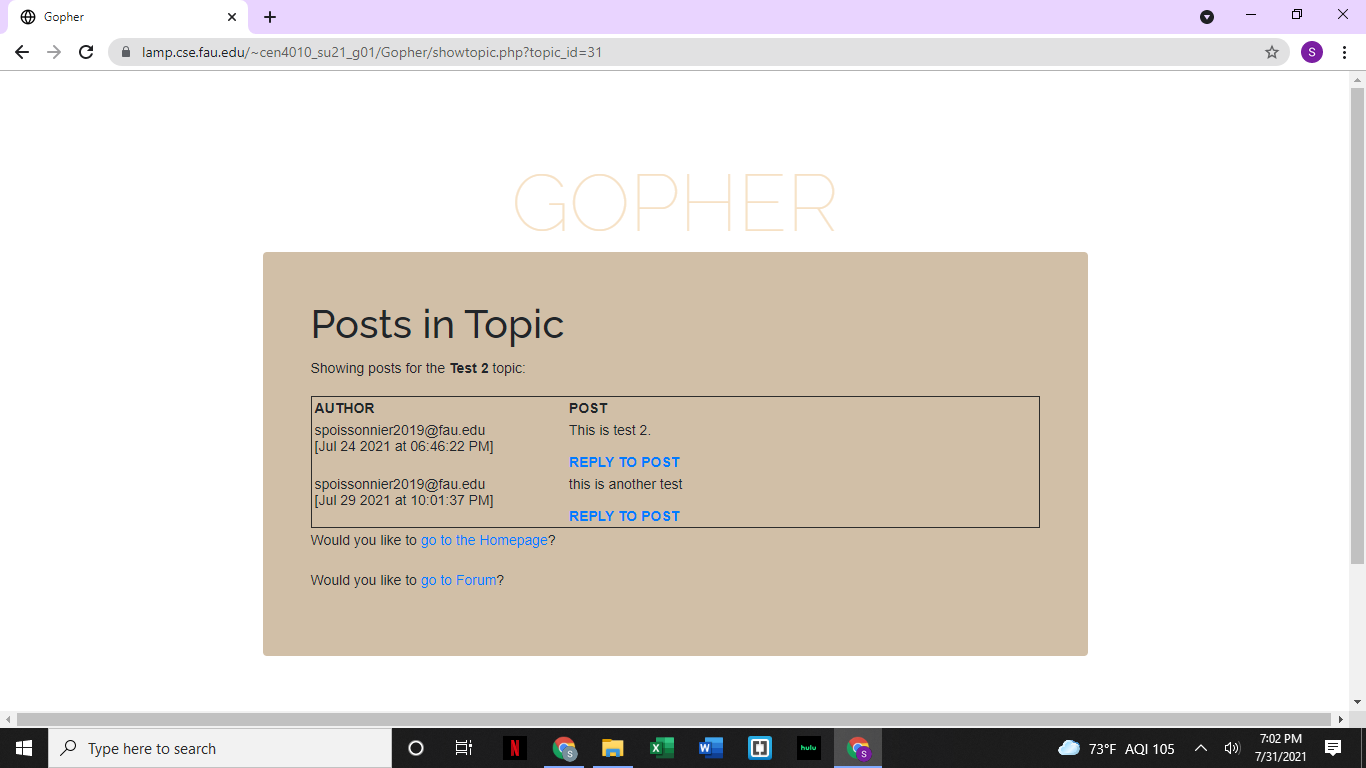 Gopher
lamp.cse.fau.edu/~cen4010_su21_g01/Gopher/showtopic.php?topic_id=31
S
GOPHER
Posts in Topic
Showing posts for the Test 2 topic:
AUTHOR POST
spoissonnier2019@fau.edu This is test 2.
[Jul 24 2021 at 06:46:22 PM]
REPLY TO POST
spoissonnier2019@fau.edu this is another test
[Jul 29 2021 at 10:01:37 PM]
REPLY TO POST
Would you like to go to the Homepage?
Would you like to go to Forum?
Type here to search
N
S
X
W
hulu
S
73°F AQI 105
7:02 PM
7/31/2021